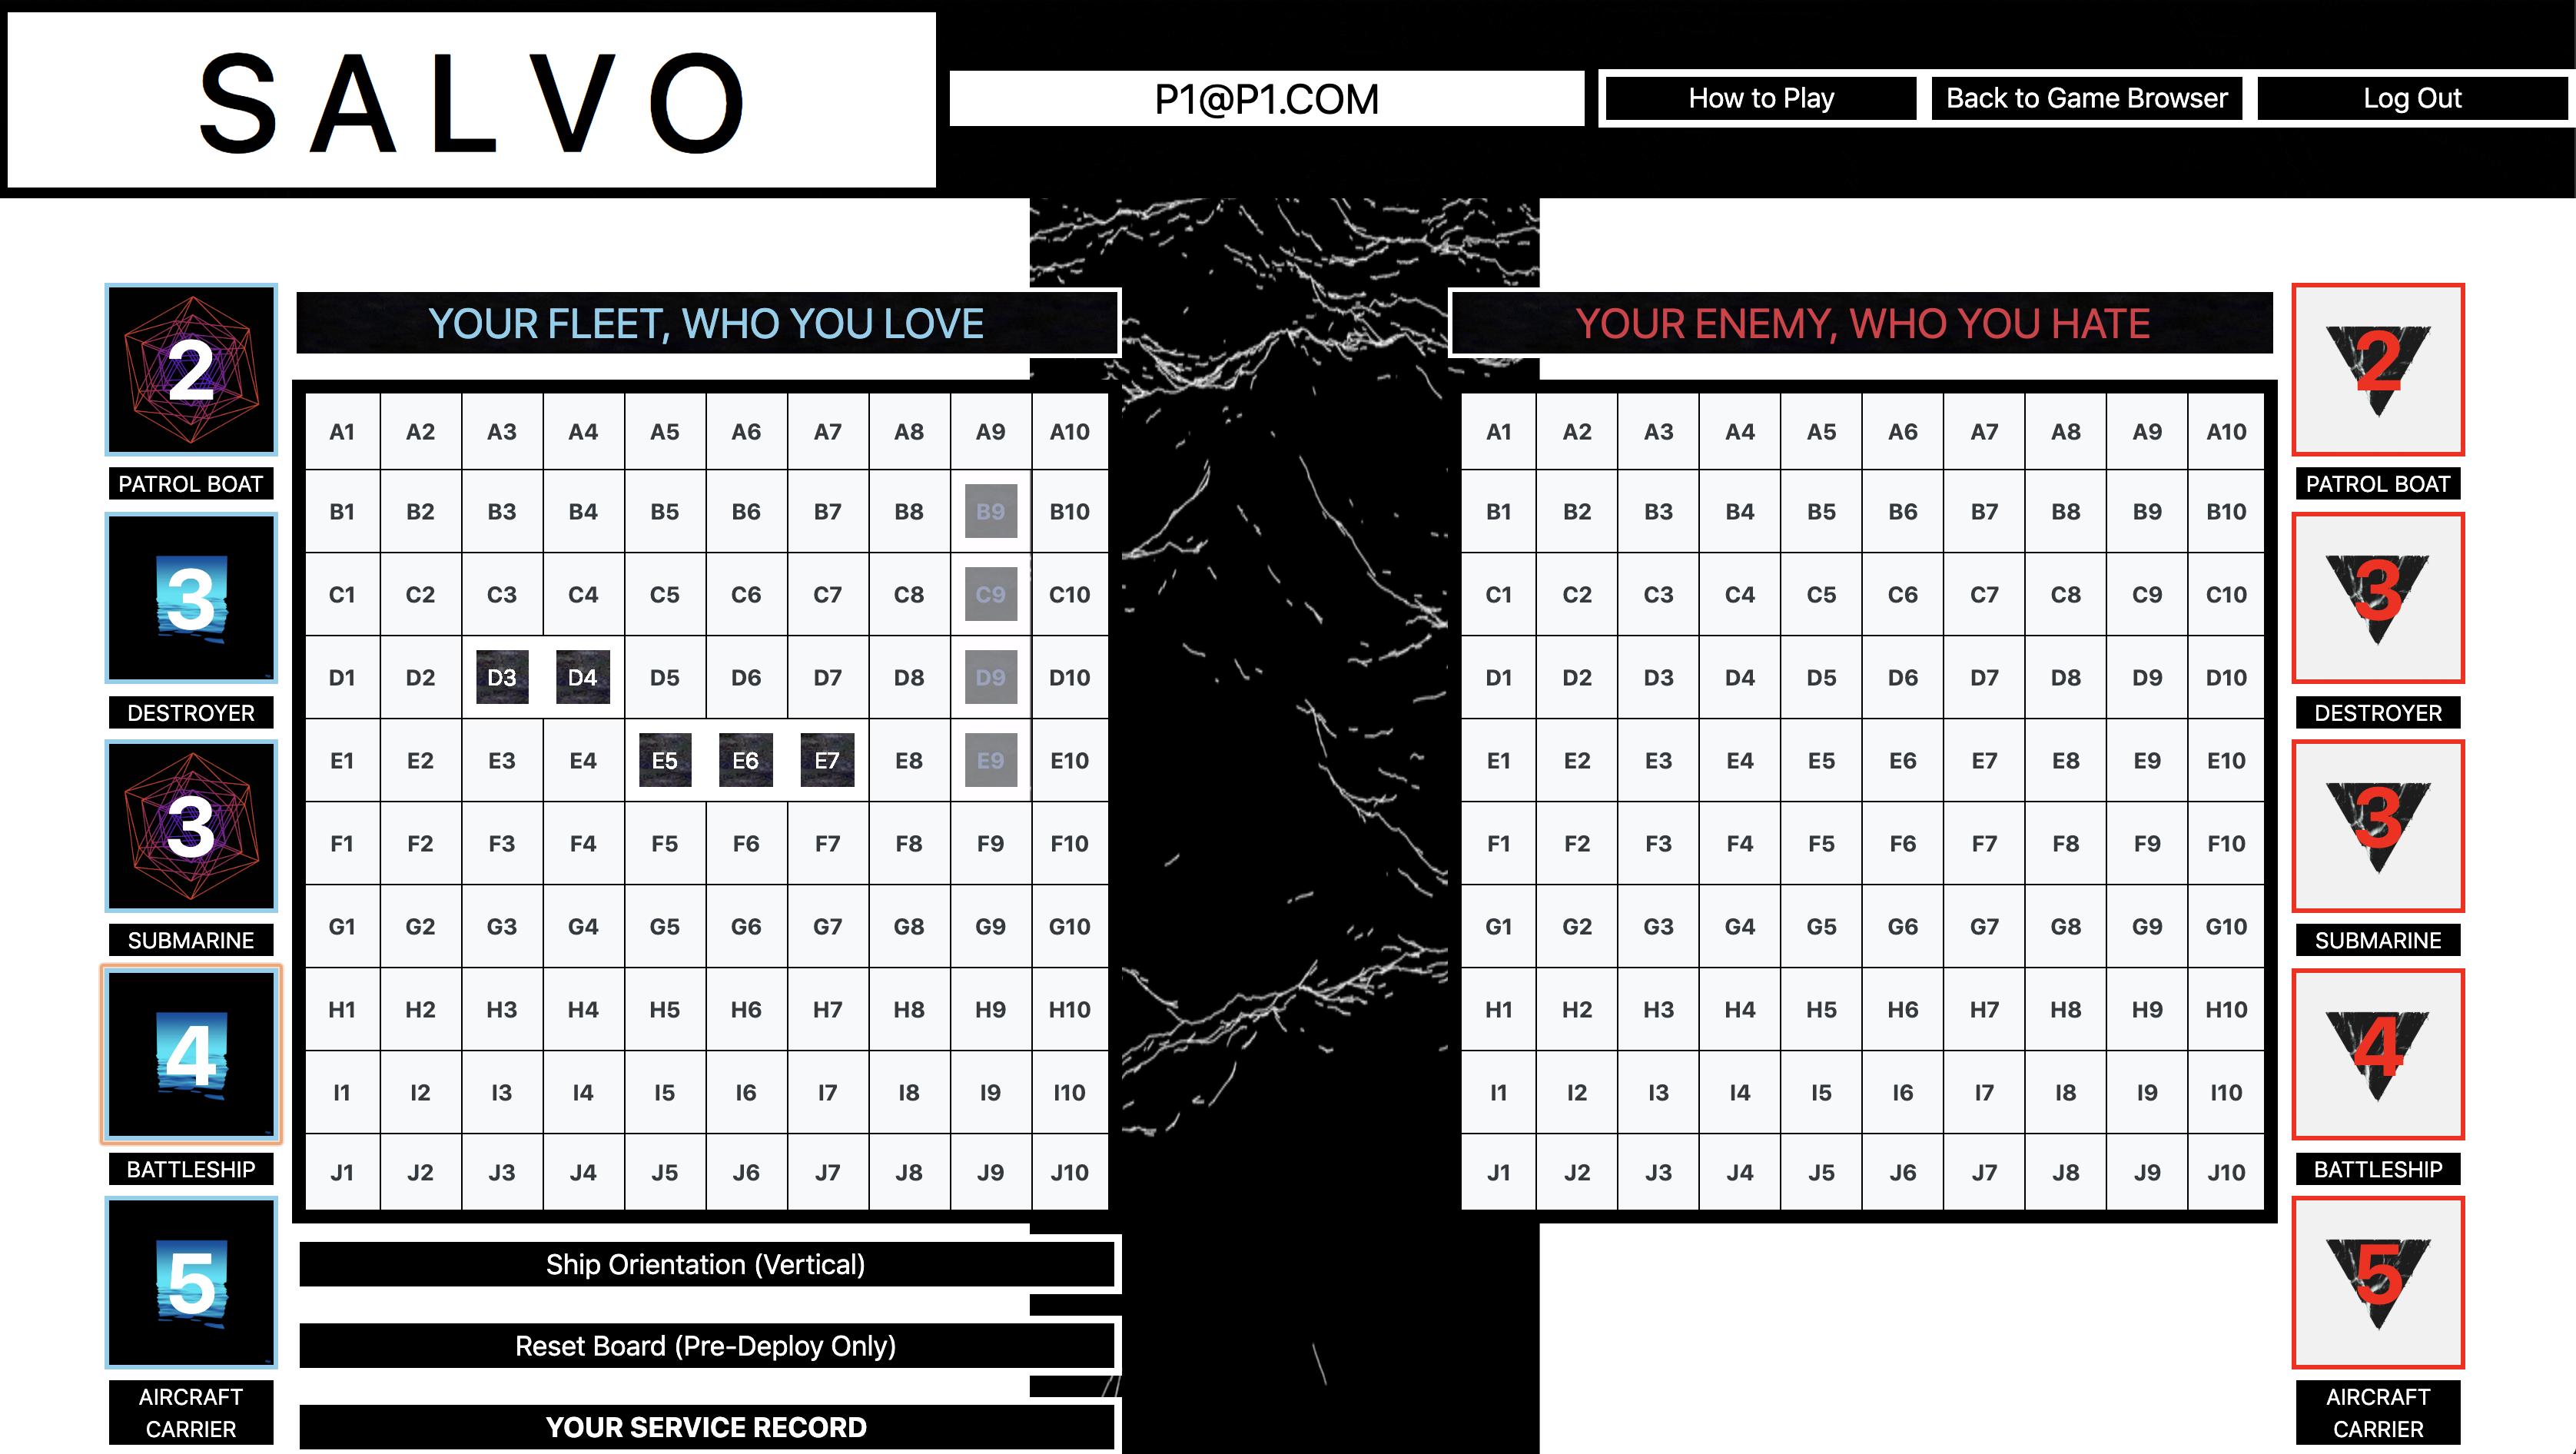 SALVO
P1@P1.COM
How to Play
Back to Game Browser
Log Out
2
PATROL BOAT
3
DESTROYER
3
SUBMARINE
4
BATTLESHIP
5
AIRCRAFT
CARRIER
YOUR FLEET, WHO YOU LOVE
A1 A2 A3 A4 A5 A6 A7 A8 A9 A10
B1 B2 B3 B4 B5 B6 B7 B8 B9 B10
C1 C2 C3 C4 C5 C6 C7 C8 C9 C10
D1 D2 D3 D4 D5 D6 D7 D8 D9 D10
E1 E2 E3 E4 E5 E6 E7 E8 E9 E10
F1 F2 F3 F4 F5 F6 F7 F8 F9 F10
G1 G2 G3 G4 G5 G6 G7 G8 G9 G10
H1 H2 H3 H4 H5 H6 H7 H8 H9 H10
I1 I2 I3 I4 I5 I6 I7 I8 I9 I10
J1 J2 J3 J4 J5 J6 J7 J8 J9 J10
Ship Orientation (Vertical)
Reset Board (Pre-Deploy Only)
YOUR SERVICE RECORD
YOUR ENEMY, WHO YOU HATE
A1 A2 A3 A4 A5 A6 A7 A8 A9 A10
B1 B2 B3 B4 B5 B6 B7 B8 B9 B10
C1 C2 C3 C4 C5 C6 C7 C8 C9 C10
D1 D2 D3 D4 D5 D6 D7 D8 D9 D10
E1 E2 E3 E4 E5 E6 E7 E8 E9 E10
F1 F2 F3 F4 F5 F6 F7 F8 F9 F10
G1 G2 G3 G4 G5 G6 G7 G8 G9 G10
H1 H2 H3 H4 H5 H6 H7 H8 H9 H10
I1 I2 I3 I4 I5 I6 I7 I8 I9 I10
J1 J2 J3 J4 J5 J6 J7 J8 J9 J10
2
PATROL BOAT
3
DESTROYER
3
SUBMARINE
4
BATTLESHIP
5
AIRCRAFT
CARRIER